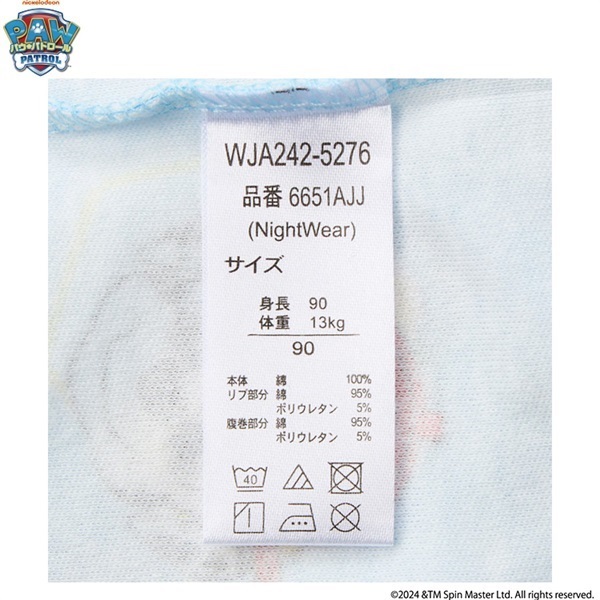 nickelodeon
PAW
パウ・パトロール
PATROL
WJA242-5276
品番 6651AJJ
(NightWear)
サイズ
身長 90
体重 13kg
90
本体 綿 100%
リブ部分 綿 95%
ポリウレタン 5%
腹巻部分 綿 95%
ポリウレタン 5%
40
©2024 &TM Spin Master Ltd. All rights reserved.